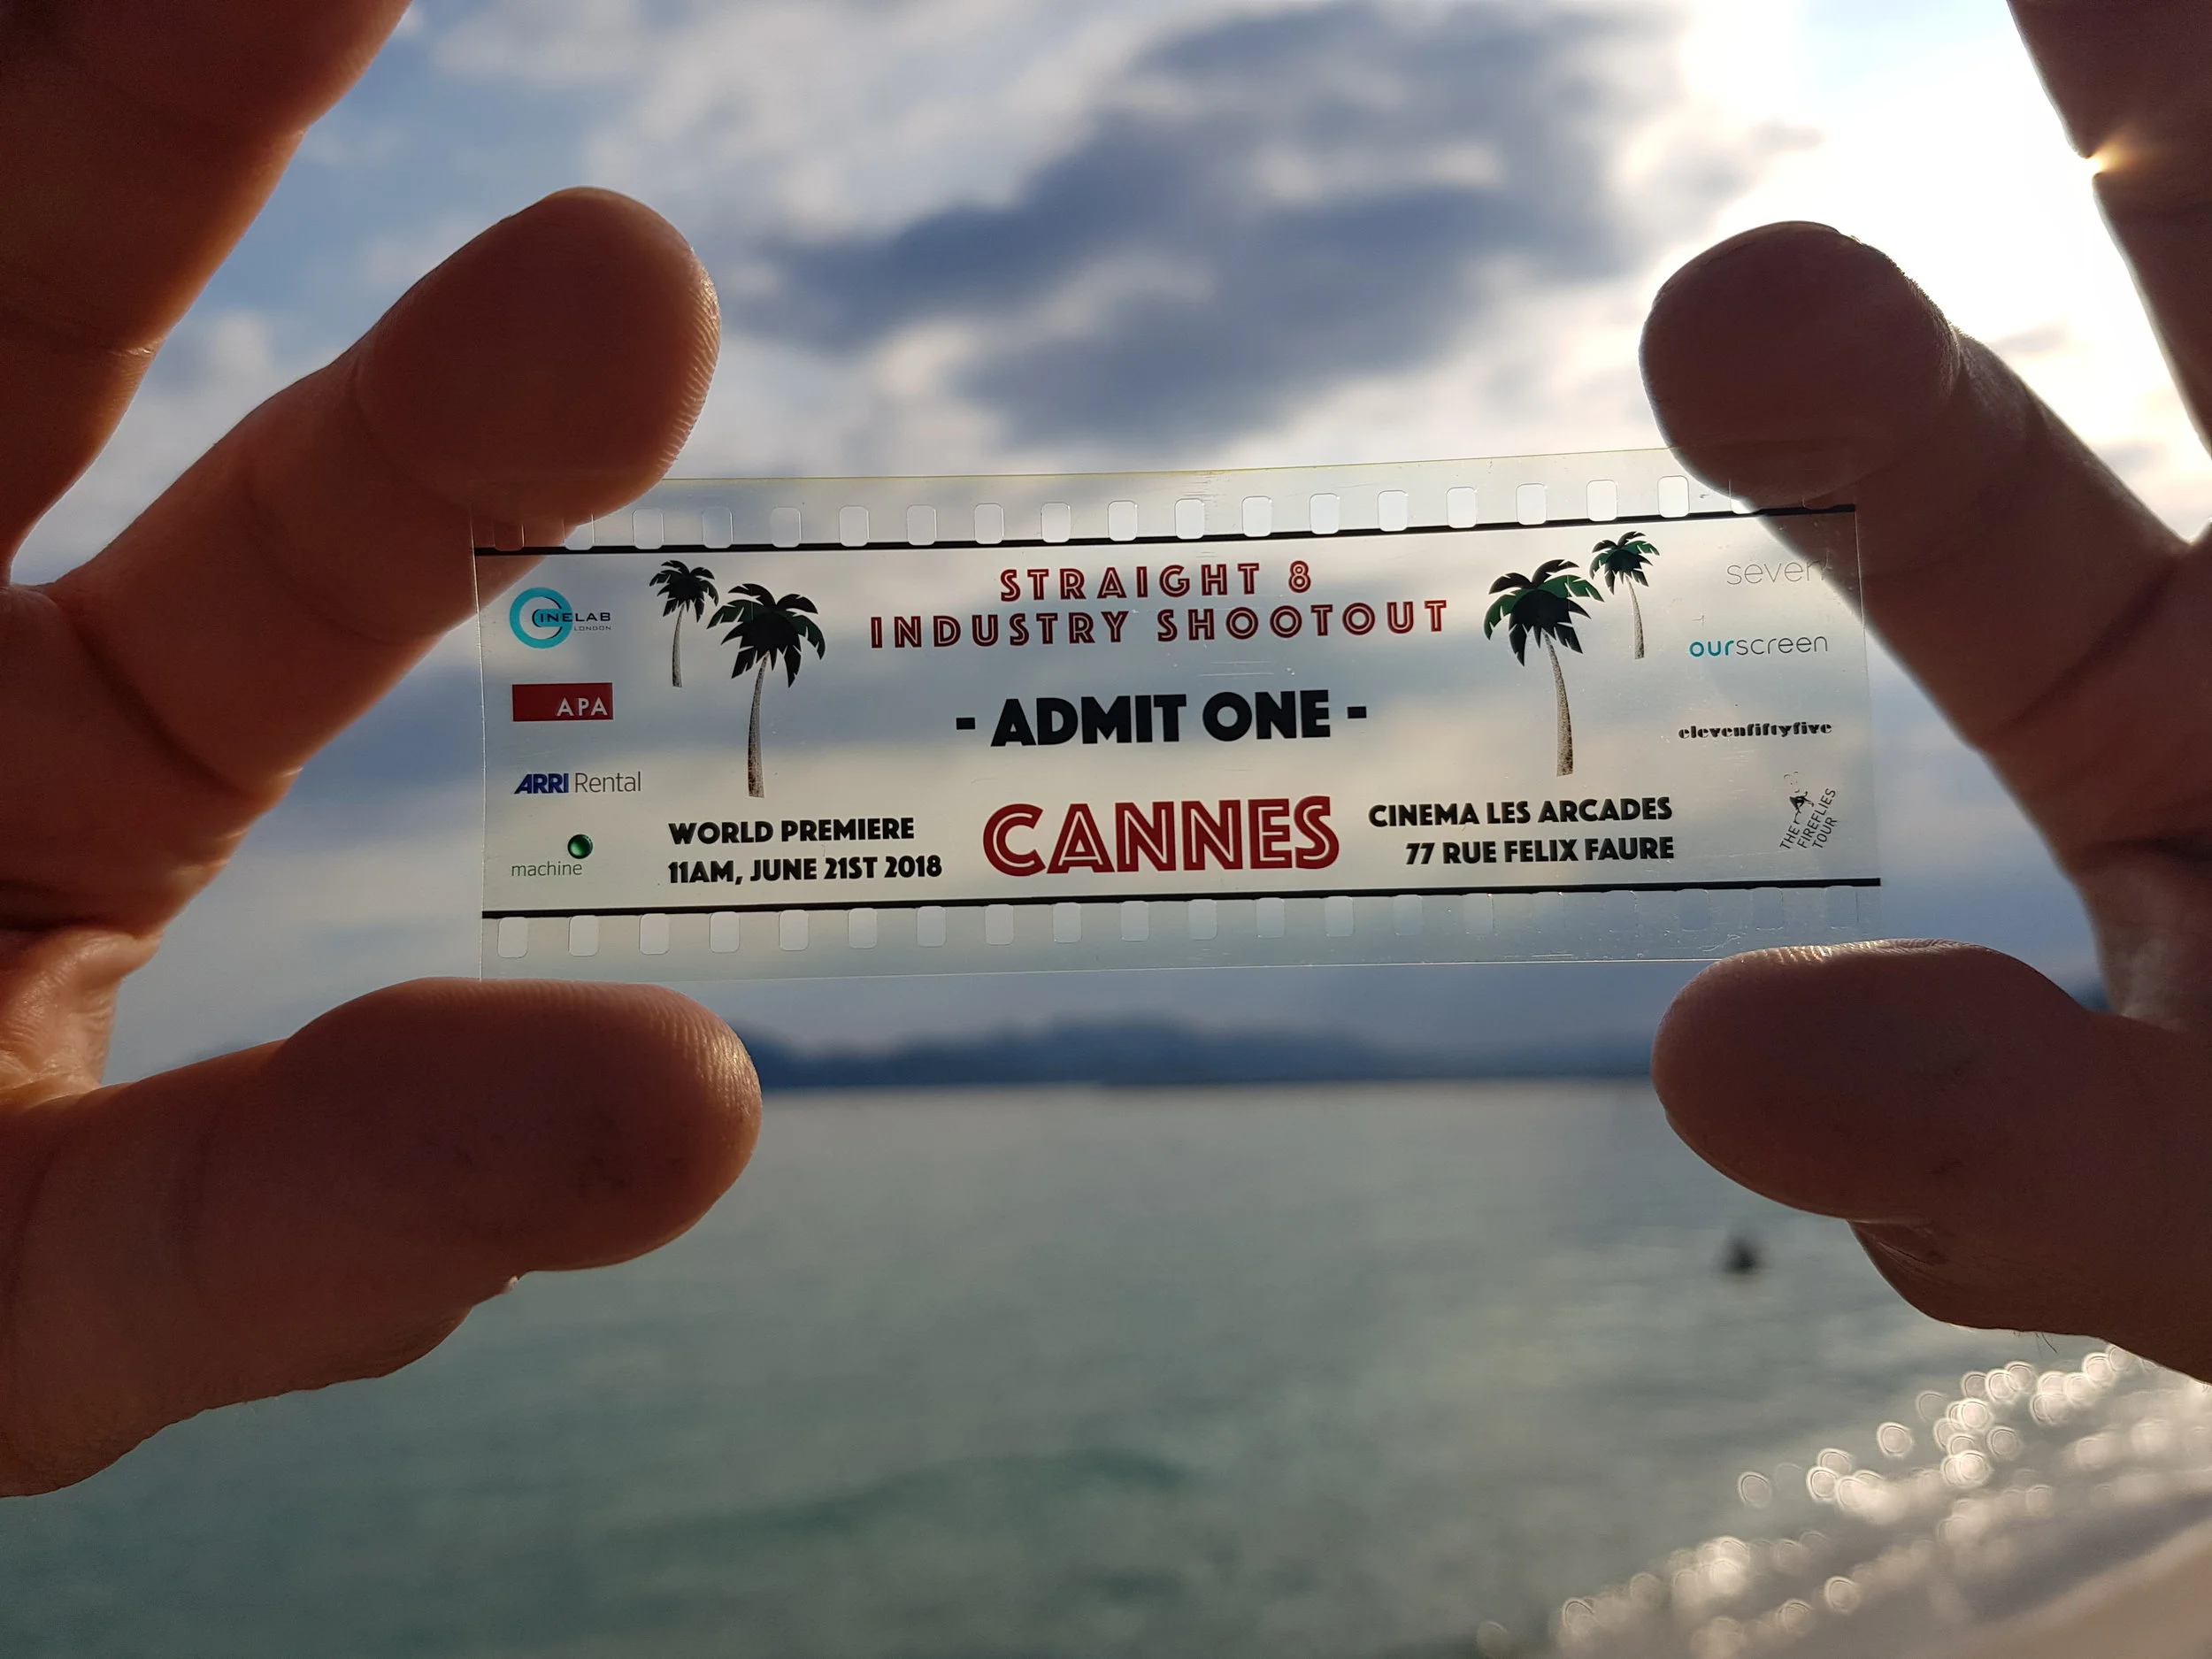 STRAIGHT 8
INDUSTRY SHOOTOUT
- ADMIT ONE -
WORLD PREMIERE
11AM, JUNE 21ST 2018
CANNES
CINEMA LES ARCADES
77 RUE FELIX FAURE
CINELAB
LONDON
APA
ARRI Rental
machine
seven
ourscreen
elevenfiftyfive
THE
FIREFLIES
TOUR